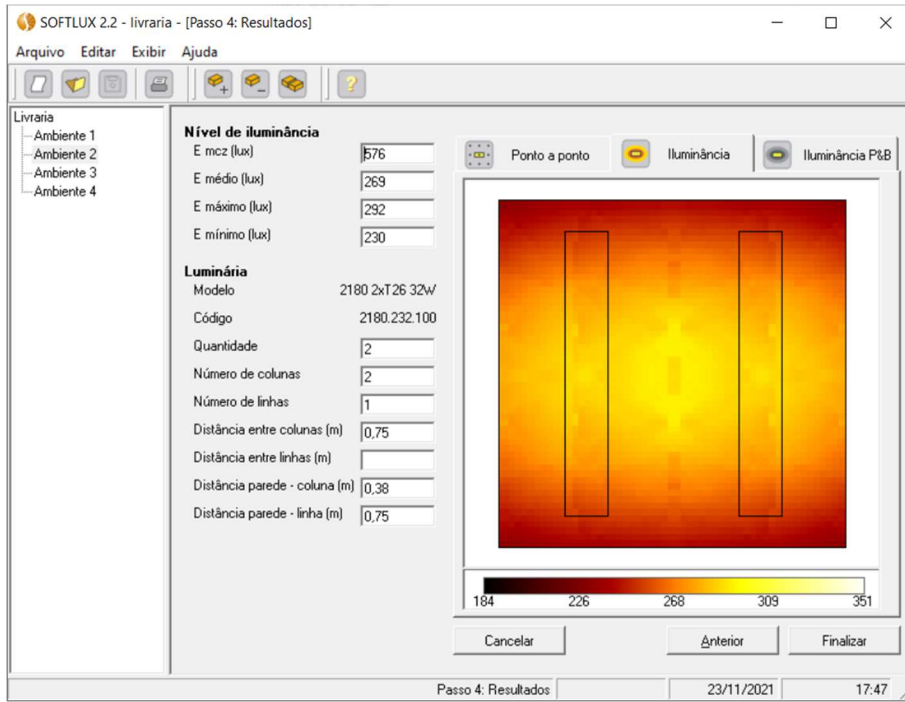 SOFTLUX 2.2 - livraria - [Passo 4: Resultados]
Arquivo Editar Exibir Ajuda
Livraria
Ambiente 1
Ambiente 2
Ambiente 3
Ambiente 4
Nível de iluminância
E mcz (lux) 576
E médio (lux) 269
E máximo (lux) 292
E mínimo (lux) 230
Luminária
Modelo 2180 2xT26 32W
Código 2180.232.100
Quantidade 2
Número de colunas 2
Número de linhas 1
Distância entre colunas (m) 0,75
Distância entre linhas (m)
Distância parede - coluna (m) 0,38
Distância parede - linha (m) 0,75
Ponto a ponto Iluminância Iluminância P&B
184 226 268 309 351
Cancelar Anterior Finalizar
Passo 4: Resultados 23/11/2021 17:47